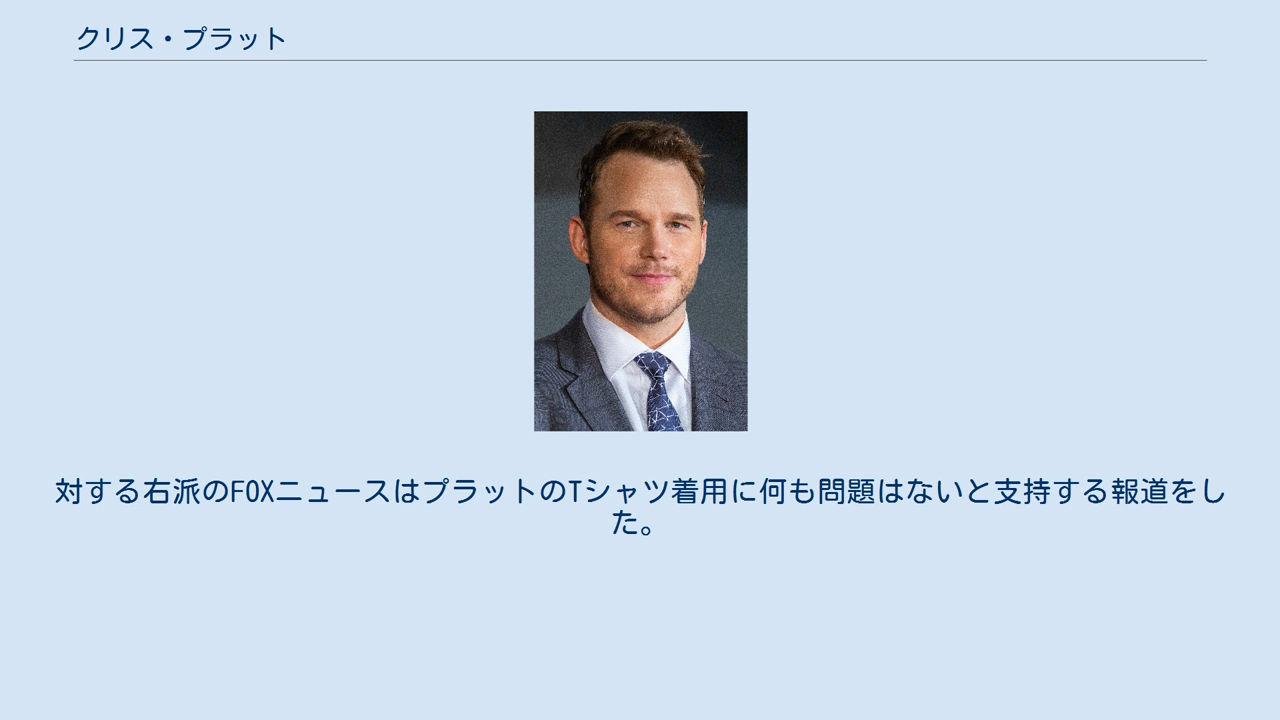 クリス・プラット
対する右派のFOXニュースはプラットのTシャツ着用に何も問題はないと支持する報道をし
た。